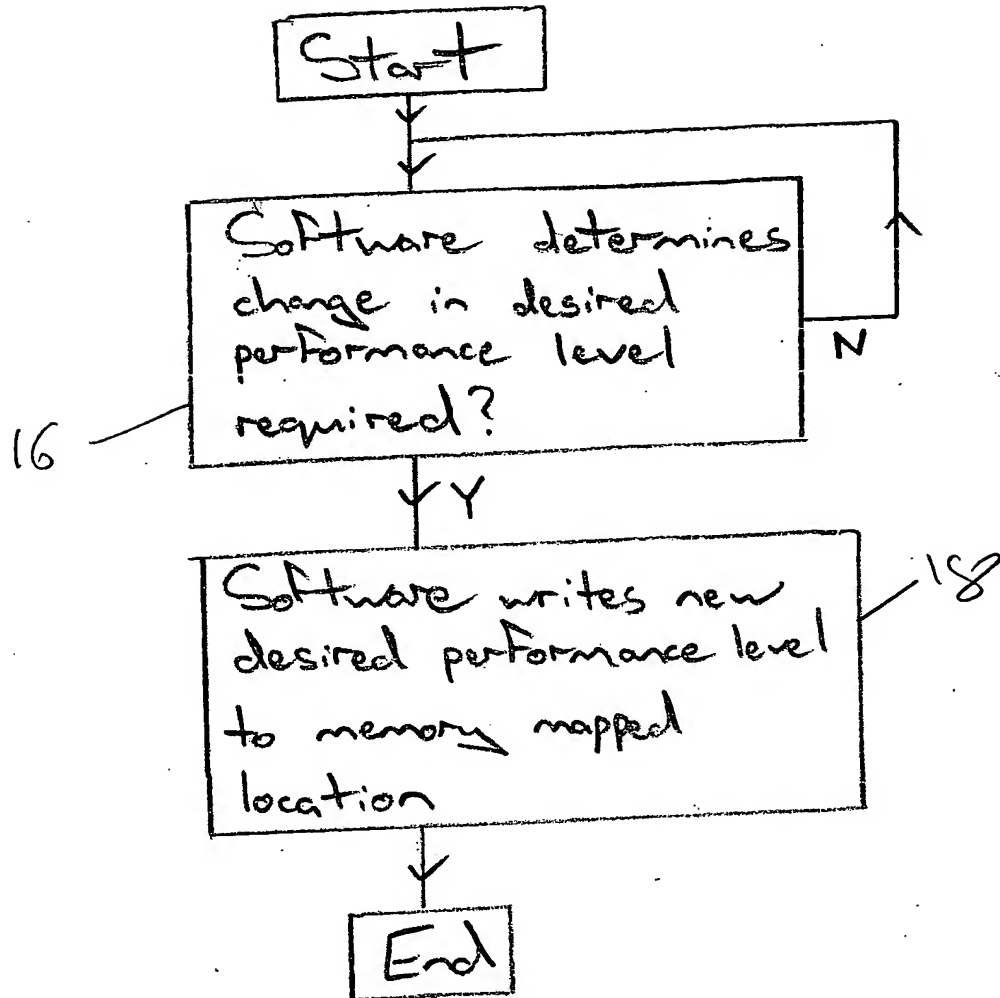 Start
Software determines
change in desired
performance level
required?
N
16
Y
Software writes new
desired performance level
to memory mapped
location
18
End